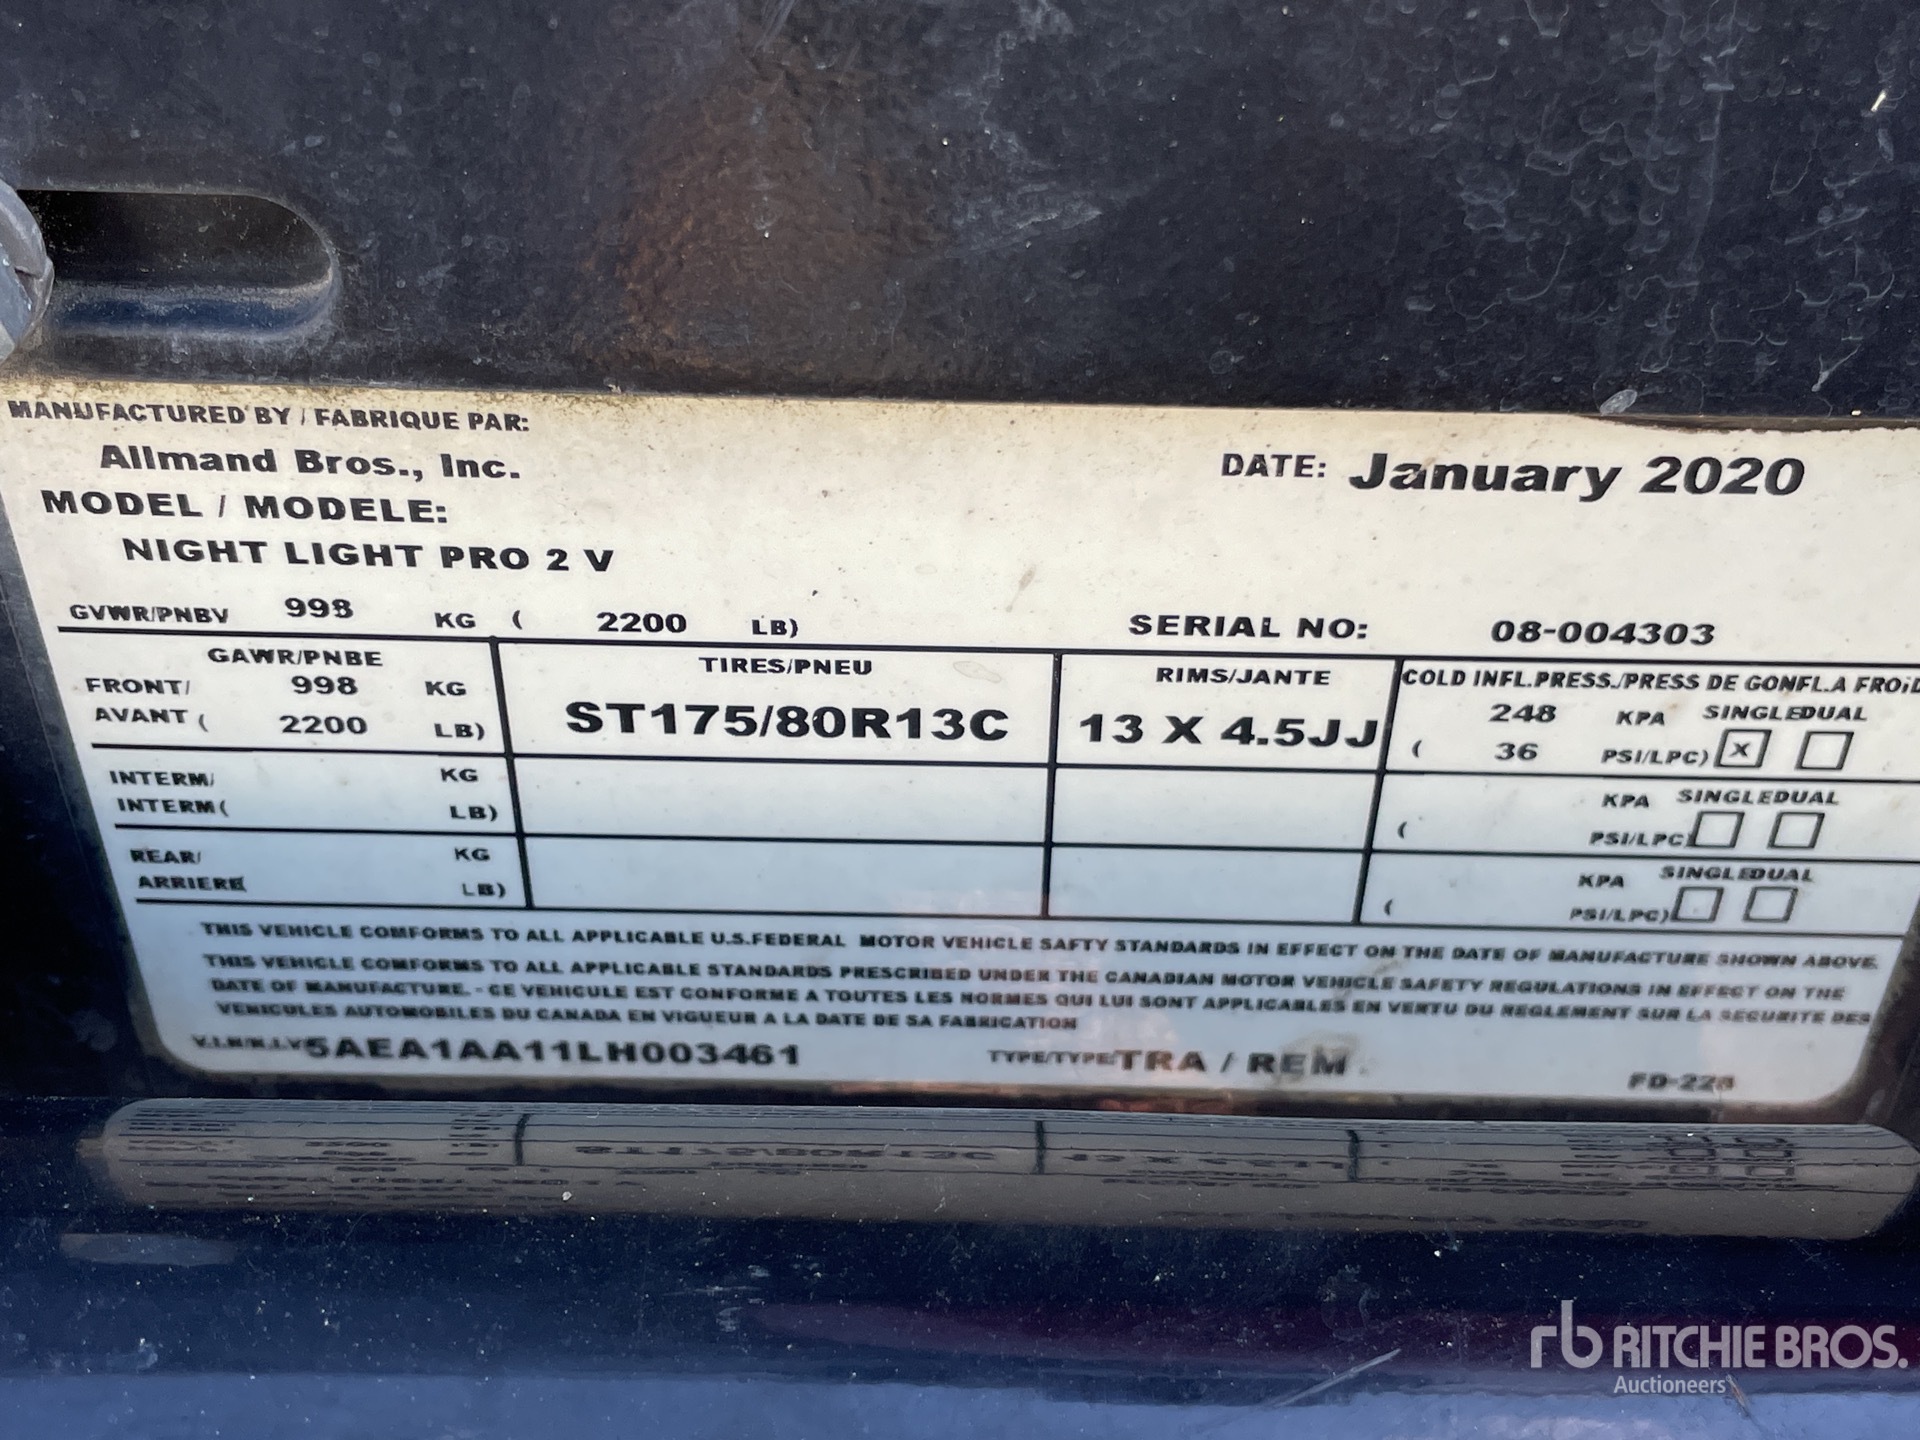 MANUFACTURED BY / FABRIQUE PAR:
Allmand Bros., Inc.
DATE: January 2020
MODEL / MODELE:
NIGHT LIGHT PRO 2 V
GVWR/PNBV 998 KG ( 2200 LB)
SERIAL NO: 08-004303
GAWR/PNBE TIRES/PNEU RIMS/JANTE COLD INFL.PRESS./PRESS DE GONFL.A FROID
FRONT/ 998 KG ST175/80R13C 13 X 4.5JJ 248 KPA SINGLE DUAL
AVANT ( 2200 LB) ( 36 PSI/LPC) X
INTERM/ KG KPA SINGLE DUAL
INTERM ( LB) ( PSI/LPC)
REAR/ KG KPA SINGLE DUAL
ARRIERE( LB) ( PSI/LPC)
THIS VEHICLE COMFORMS TO ALL APPLICABLE U.S.FEDERAL MOTOR VEHICLE SAFTY STANDARDS IN EFFECT ON THE DATE OF MANUFACTURE SHOWN ABOVE.
THIS VEHICLE COMFORMS TO ALL APPLICABLE STANDARDS PRESCRIBED UNDER THE CANADIAN MOTOR VEHICLE SAFETY REGULATIONS IN EFFECT ON THE
DATE OF MANUFACTURE. - CE VEHICULE EST CONFORME A TOUTES LES NORMES QUI LUI SONT APPLICABLES EN VERTU DU REGLEMENT SUR LA SECURITE DES
VEHICULES AUTOMOBILES DU CANADA EN VIGUEUR A LA DATE DE SA FABRICATION
V.I.N/N.I.V 5AEA1AA11LH003461 TYPE/TYPE TRA / REM FD-228
rb RITCHIE BROS.
Auctioneers